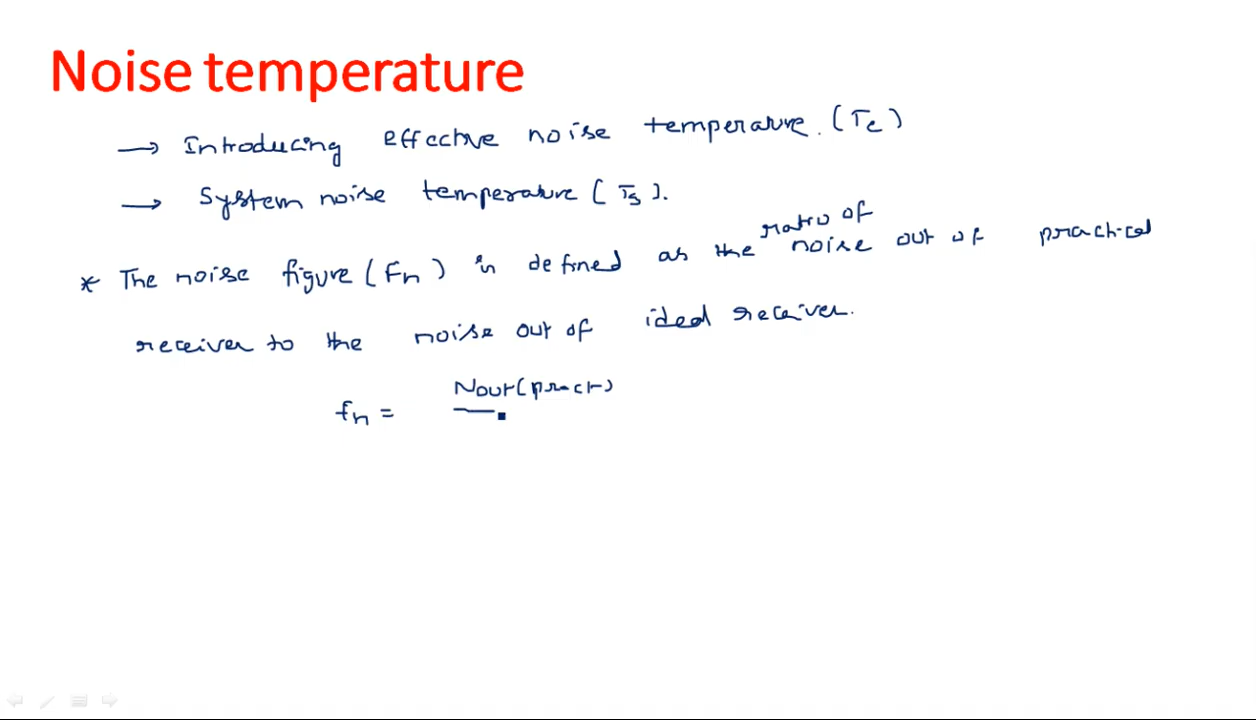 Noise temperature
→ Introducing effective noise temperature. (Te)
→ System noise temperature (Ts).
* The noise figure (Fn) is defined as the ratio of noise out of practical
receiver to the noise out of ideal receiver.
fn = Nout(pract)